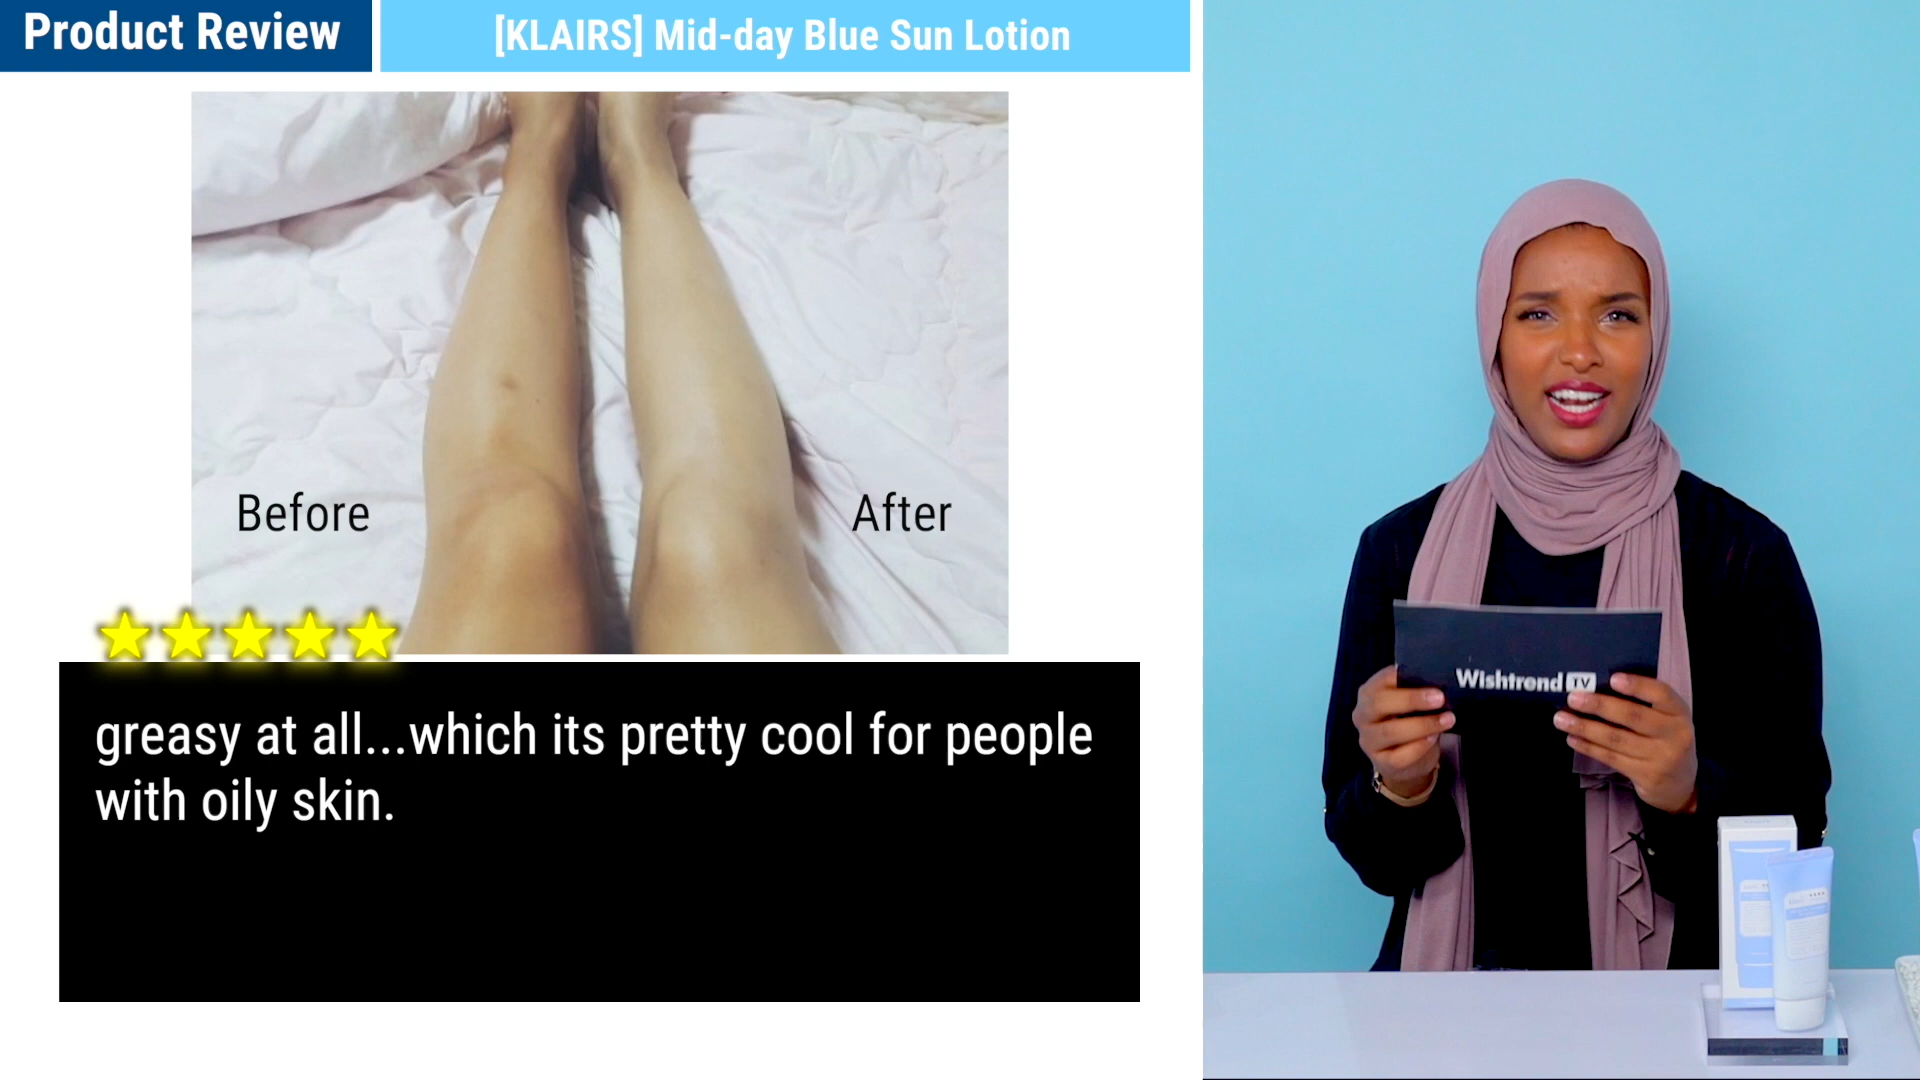 Product Review
[KLAIRS] Mid-day Blue Sun Lotion
Before
After
greasy at all...which its pretty cool for people
with oily skin.
Wishtrend TV